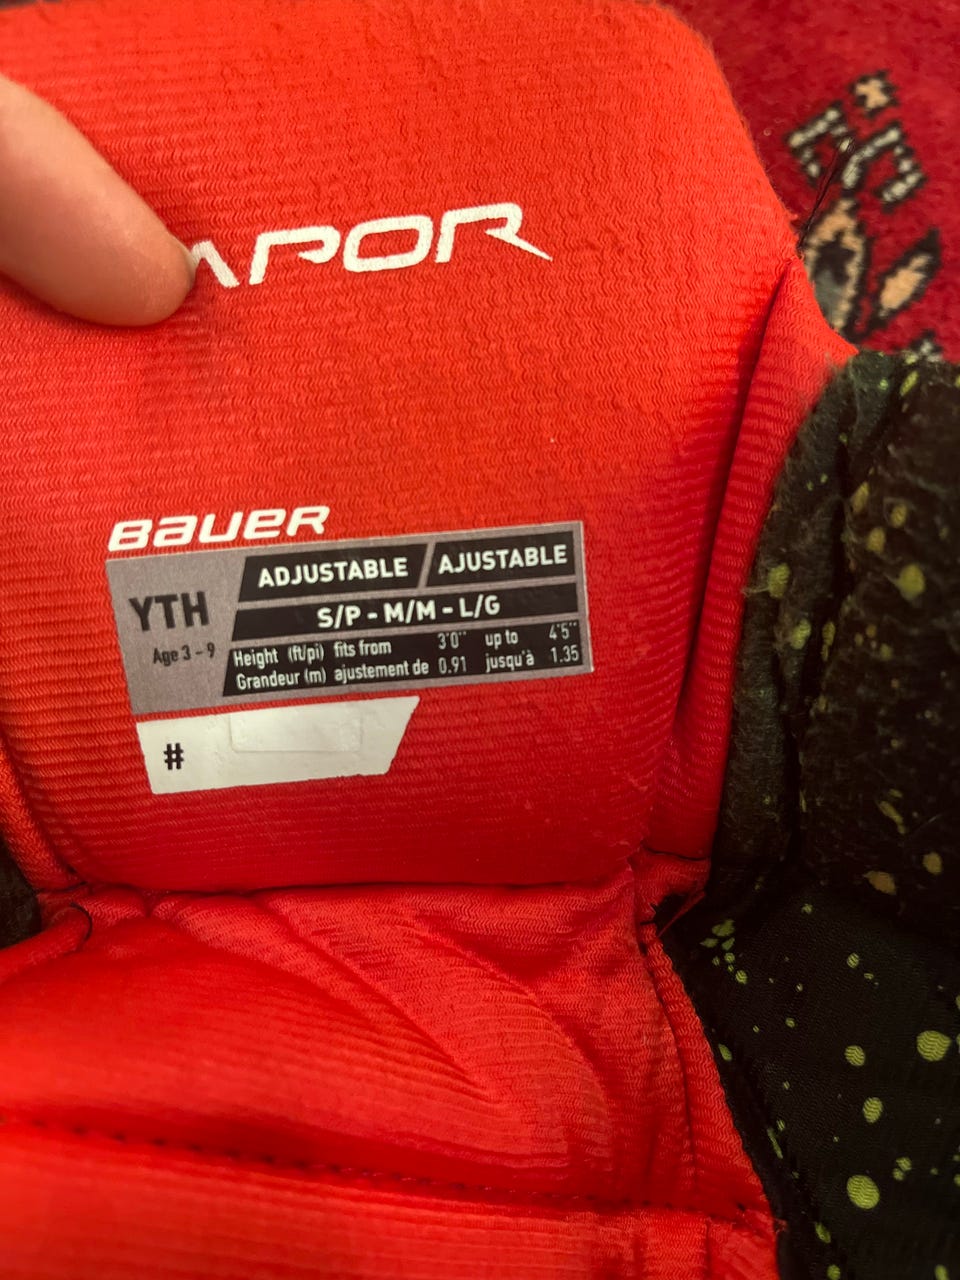 APOR
BAUER
YTH
Age 3 - 9
ADJUSTABLE / AJUSTABLE
S/P - M/M - L/G
Height (ft/pi) fits from 3'0" up to 4'5"
Grandeur (m) ajustement de 0.91 jusqu'à 1.35
#